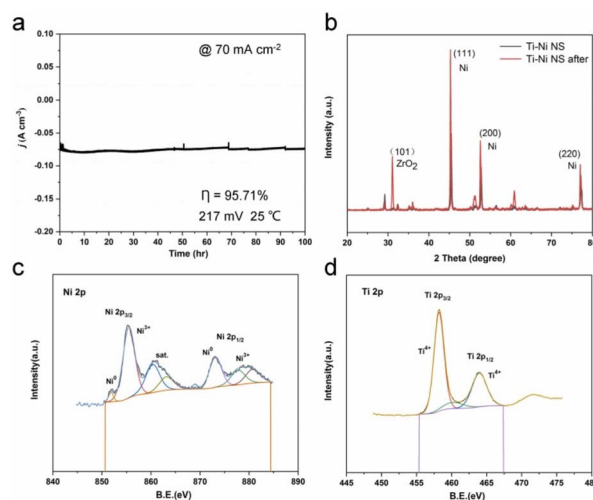 a
@ 70 mA cm-2
j (A cm-3)
0.10
0.05
0.00
-0.05
-0.10
-0.15
-0.20
0 10 20 30 40 50 60 70 80 90 100
Time (hr)
η = 95.71%
217 mV 25 ℃
b
Ti-Ni NS
Ti-Ni NS after
(111)
Ni
(101)
ZrO2
(200)
Ni
(220)
Ni
Intensity (a.u.)
20 30 40 50 60 70 80
2 Theta (degree)
c
Ni 2p
Ni 2p3/2
Ni3+
Ni0
sat.
Ni 2p1/2
Ni0
Ni3+
Intensity(a.u.)
840 850 860 870 880 890
B.E.(eV)
d
Ti 2p
Ti 2p3/2
Ti4+
Ti 2p1/2
Ti4+
Intensity(a.u.)
445 450 455 460 465 470 475
B.E.(eV)